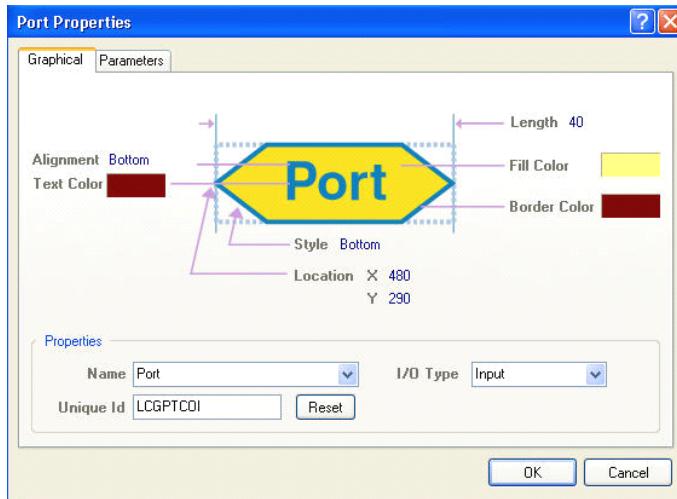 Port Properties
Graphical Parameters
Length 40
Alignment Bottom
Fill Color
Text Color
Port
Border Color
Style Bottom
Location X 480
Y 290
Properties
Name Port
I/O Type Input
Unique Id LCGPTCOI
Reset
OK
Cancel